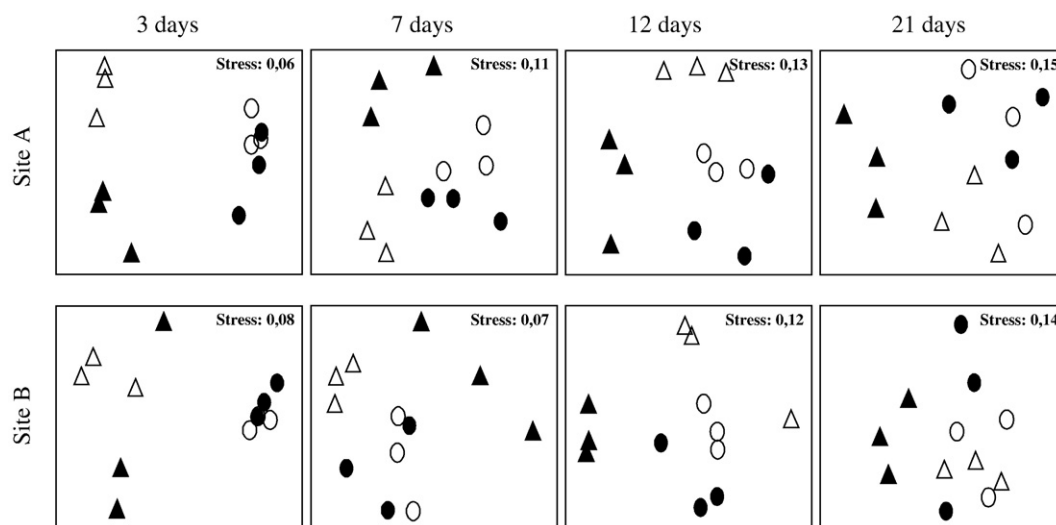 3 days 7 days 12 days 21 days
Site A
Stress: 0,06 Stress: 0,11 Stress: 0,13 Stress: 0,15
Site B
Stress: 0,08 Stress: 0,07 Stress: 0,12 Stress: 0,14